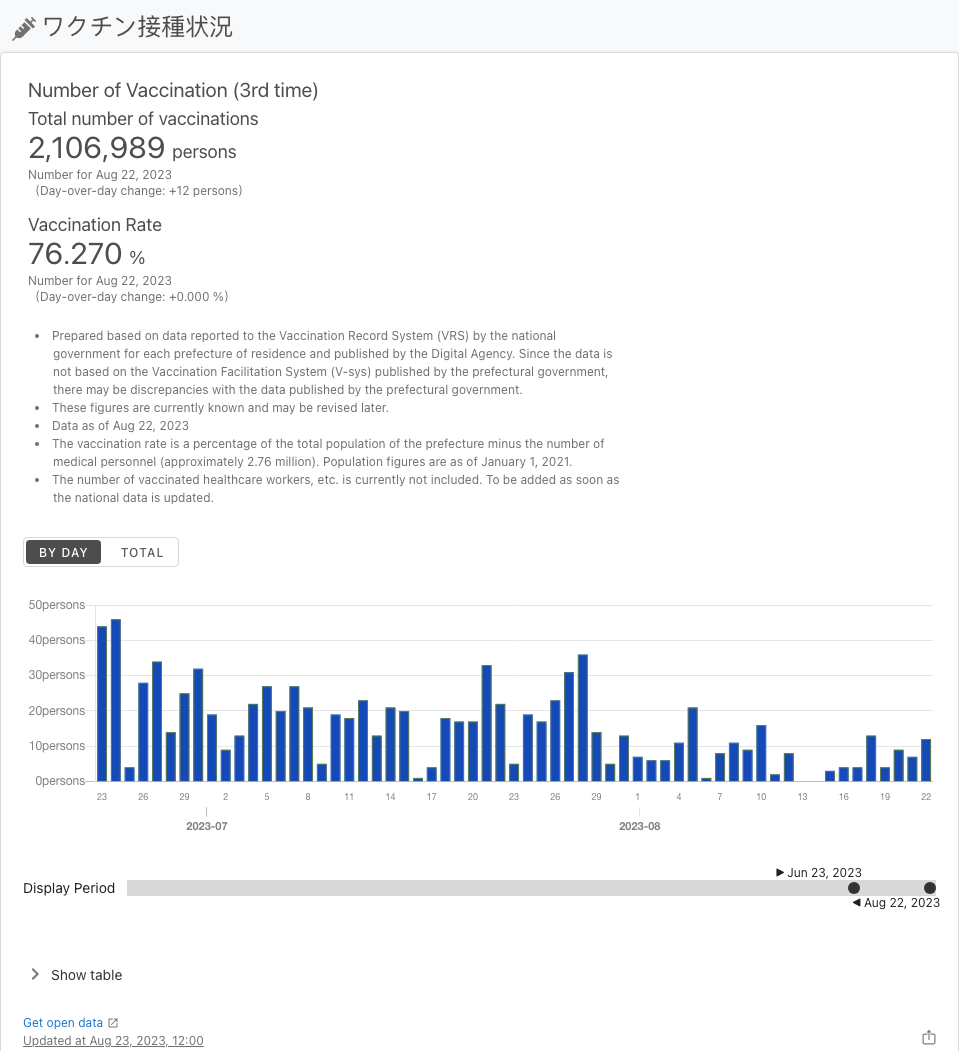 ワクチン接種状況
Number of Vaccination (3rd time)
Total number of vaccinations
2,106,989 persons
Number for Aug 22, 2023
(Day-over-day change: +12 persons)
Vaccination Rate
76.270 %
Number for Aug 22, 2023
(Day-over-day change: +0.000 %)
• Prepared based on data reported to the Vaccination Record System (VRS) by the national
government for each prefecture of residence and published by the Digital Agency. Since the data is
not based on the Vaccination Facilitation System (V-sys) published by the prefectural government,
there may be discrepancies with the data published by the prefectural government.
• These figures are currently known and may be revised later.
• Data as of Aug 22, 2023
• The vaccination rate is a percentage of the total population of the prefecture minus the number of
medical personnel (approximately 2.76 million). Population figures are as of January 1, 2021.
• The number of vaccinated healthcare workers, etc. is currently not included. To be added as soon as
the national data is updated.
BY DAY TOTAL
50persons
40persons
30persons
20persons
10persons
0persons
23 26 29 2 5 8 11 14 17 20 23 26 29 1 4 7 10 13 16 19 22
2023-07 2023-08
Jun 23, 2023
Display Period
Aug 22, 2023
Show table
Get open data
Updated at Aug 23, 2023, 12:00